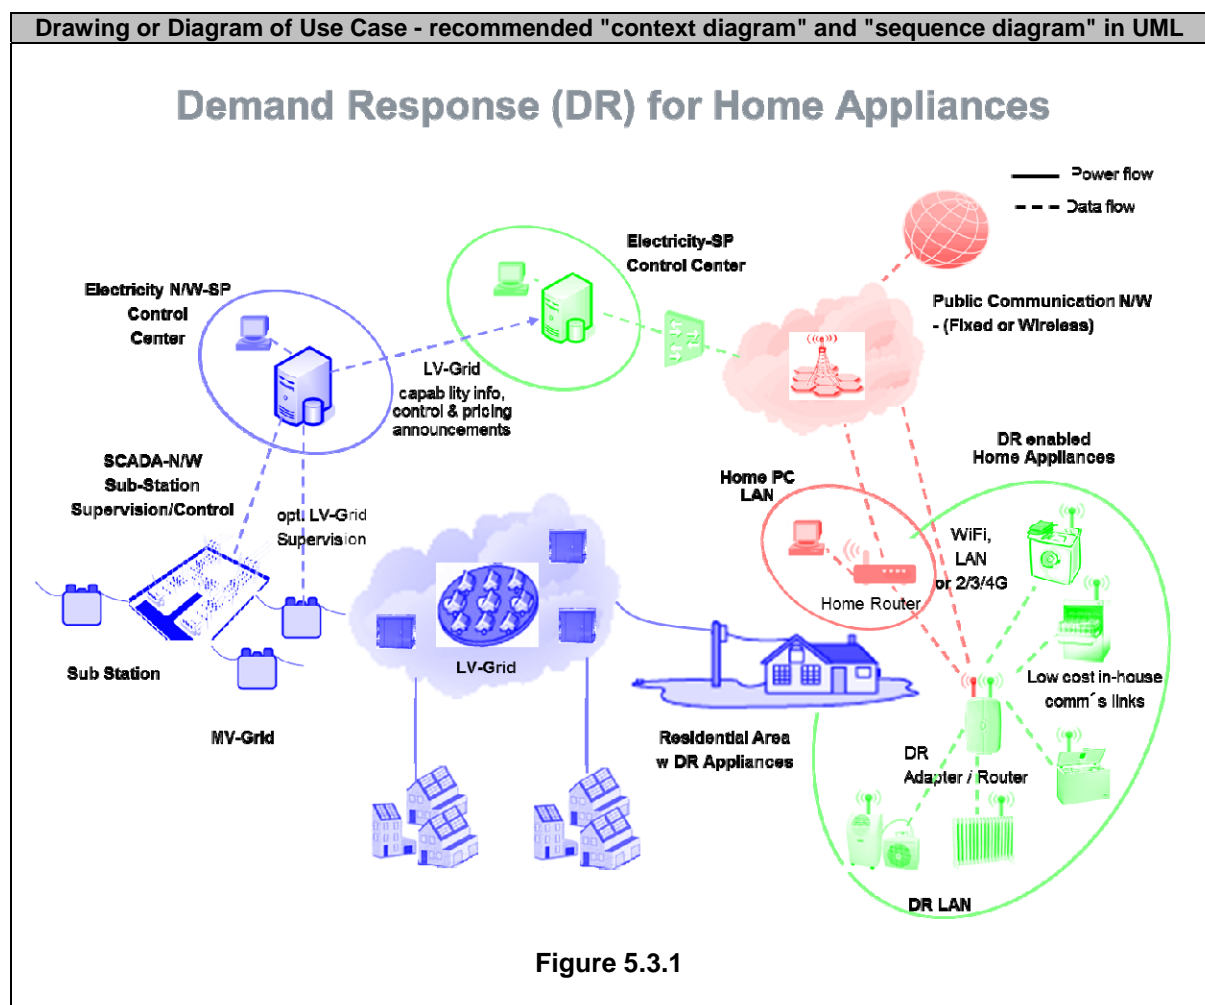 Drawing or Diagram of Use Case - recommended "context diagram" and "sequence diagram" in UML
Demand Response (DR) for Home Appliances
Power flow
Data flow
Electricity-SP
Control Center
Electricity N/W-SP
Control
Center
Public Communication N/W
- (Fixed or Wireless)
LV-Grid
capability info,
control & pricing
announcements
SCADA-N/W
Sub-Station
Supervision/Control
opt. LV-Grid
Supervision
Home PC
LAN
DR enabled
Home Appliances
WiFi,
LAN
or 2/3/4G
Home Router
Sub Station
LV-Grid
Low cost in-house
comm´s links
MV-Grid
Residential Area
w DR Appliances
DR
Adapter / Router
DR LAN
Figure 5.3.1